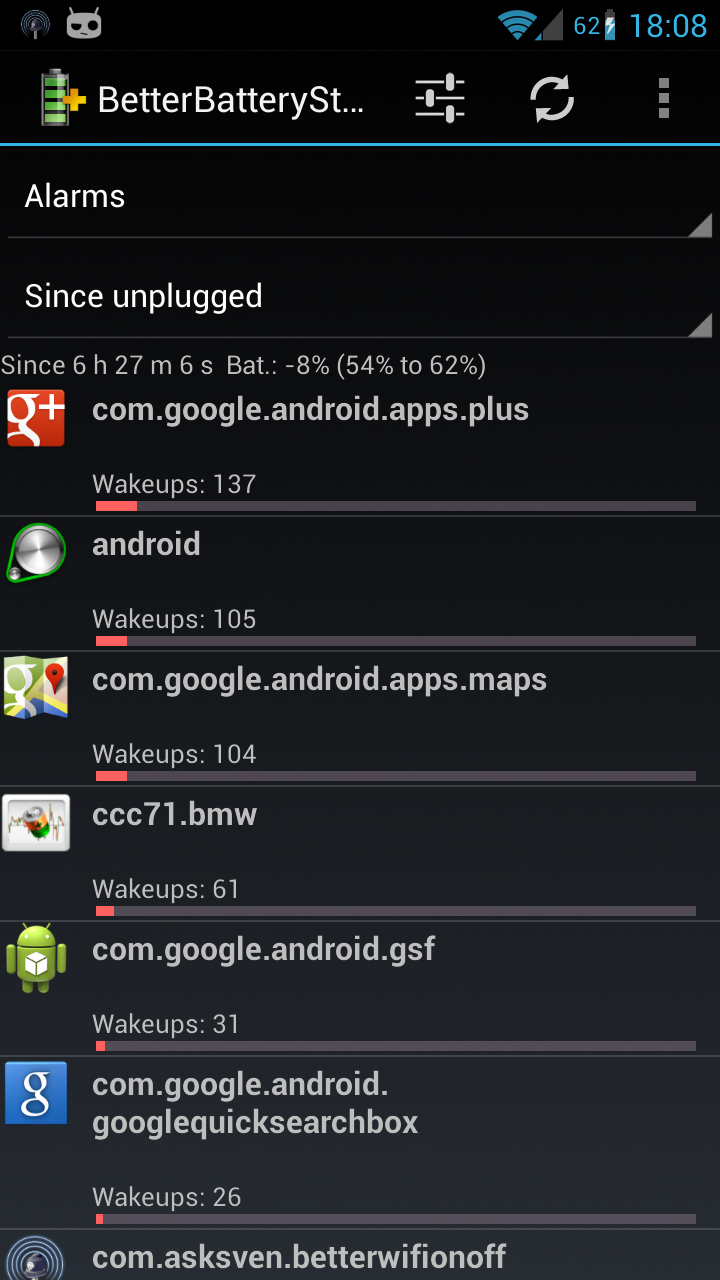 62 18:08
BetterBatterySt...
Alarms
Since unplugged
Since 6 h 27 m 6 s Bat.: -8% (54% to 62%)
g+ com.google.android.apps.plus
Wakeups: 137
android
Wakeups: 105
g com.google.android.apps.maps
Wakeups: 104
ccc71.bmw
Wakeups: 61
com.google.android.gsf
Wakeups: 31
g com.google.android.
googlequicksearchbox
Wakeups: 26
com.asksven.betterwifionoff